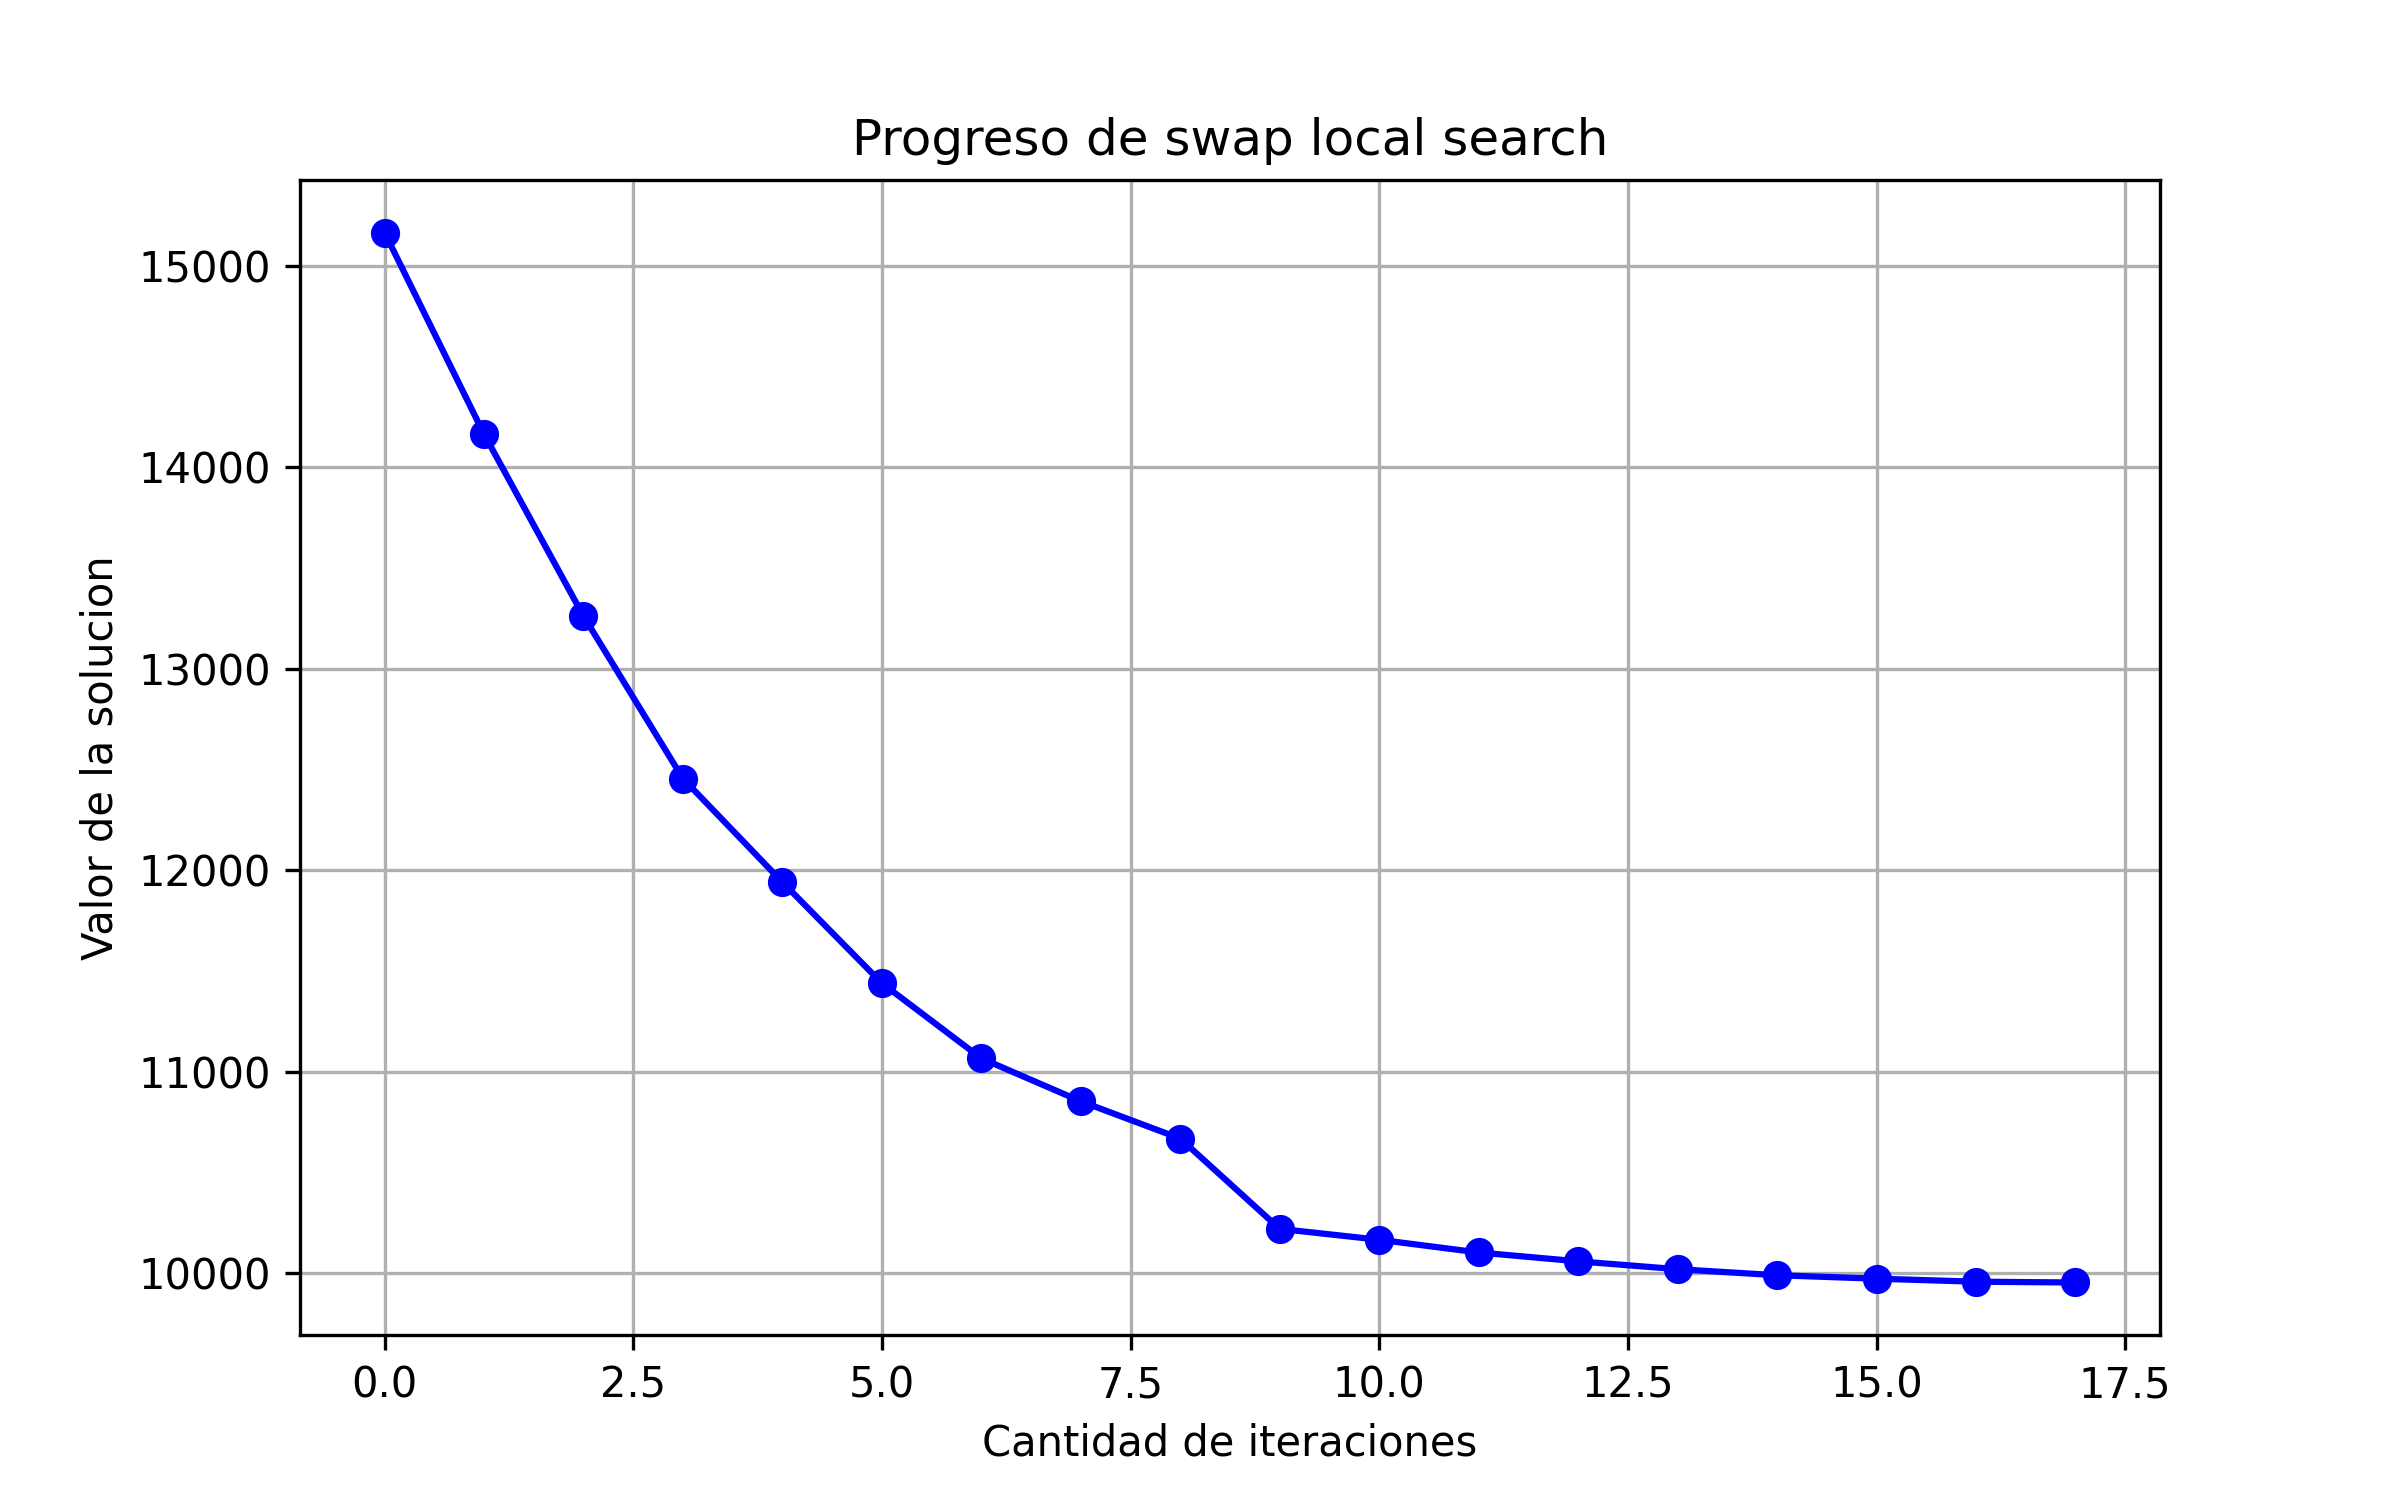 Progreso de swap local search
Valor de la solucion
15000
14000
13000
12000
11000
10000
0.0 2.5 5.0 7.5 10.0 12.5 15.0 17.5
Cantidad de iteraciones